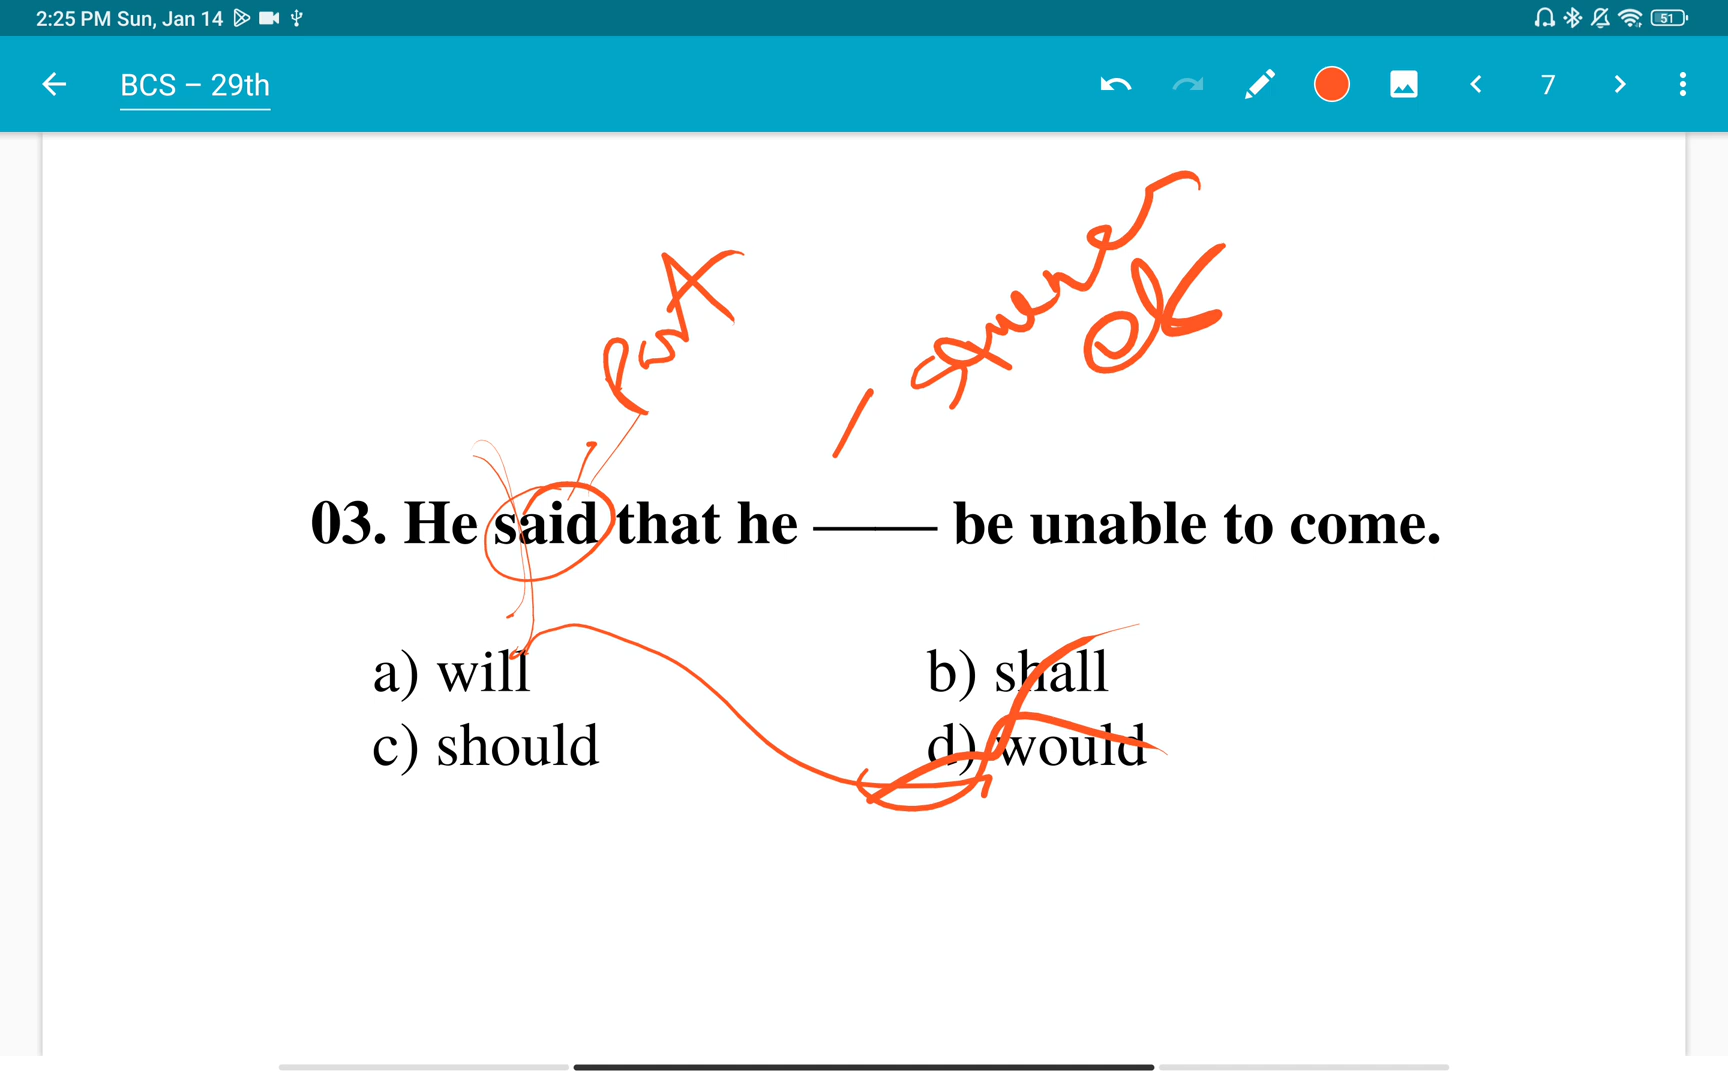 2:25 PM Sun, Jan 14
51
BCS – 29th
7
past
OK
03. He said that he —— be unable to come.
a) will
b) shall
c) should
d) would